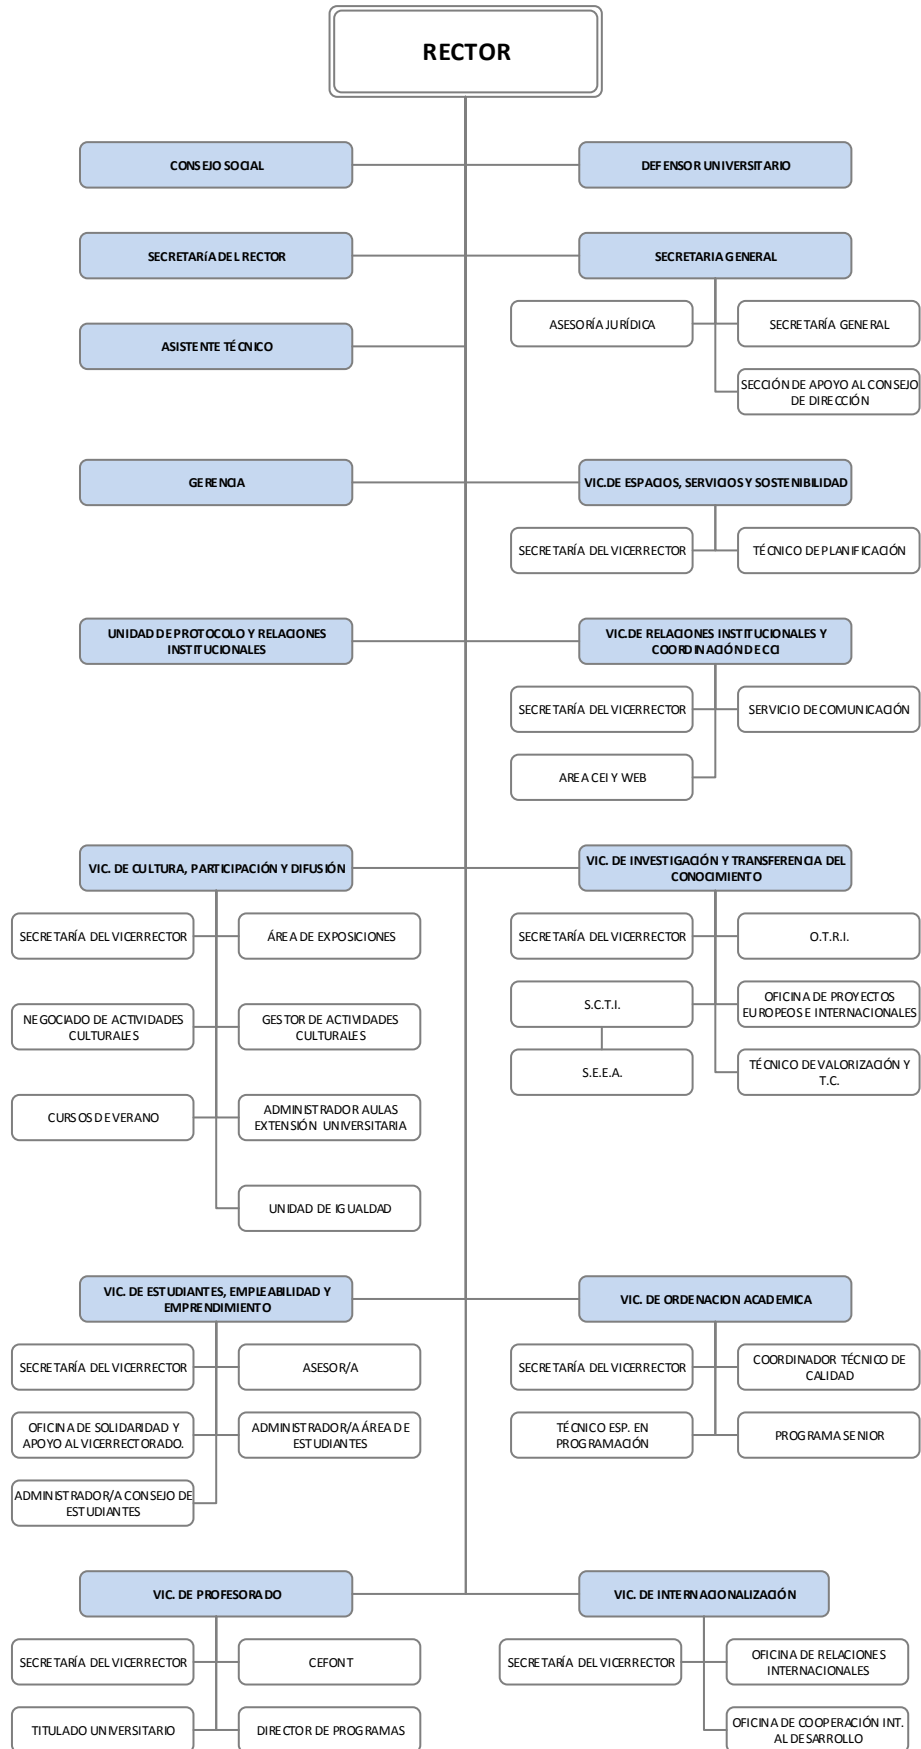 RECTOR
CONSEJO SOCIAL
DEFENSOR UNIVERSITARIO
SECRETARÍA DEL RECTOR
SECRETARIA GENERAL
ASESORÍA JURÍDICA
SECRETARÍA GENERAL
ASISTENTE TÉCNICO
SECCIÓN DE APOYO AL CONSEJO
DE DIRECCIÓN
GERENCIA
VIC.DE ESPACIOS, SERVICIOS Y SOSTENIBILIDAD
SECRETARÍA DEL VICERRECTOR
TÉCNICO DE PLANIFICACIÓN
UNIDAD DE PROTOCOLO Y RELACIONES
INSTITUCIONALES
VIC.DE RELACIONES INSTITUCIONALES Y
COORDINACIÓN DE CCI
SECRETARÍA DEL VICERRECTOR
SERVICIO DE COMUNICACIÓN
AREA CEI Y WEB
VIC. DE CULTURA, PARTICIPACIÓN Y DIFUSIÓN
VIC. DE INVESTIGACIÓN Y TRANSFERENCIA DEL
CONOCIMIENTO
SECRETARÍA DEL VICERRECTOR
ÁREA DE EXPOSICIONES
SECRETARÍA DEL VICERRECTOR
O.T.R.I.
NEGOCIADO DE ACTIVIDADES
CULTURALES
GESTOR DE ACTIVIDADES
CULTURALES
S.C.T.I.
OFICINA DE PROYECTOS
EUROPEOS E INTERNACIONALES
S.E.E.A.
TÉCNICO DE VALORIZACIÓN Y
T.C.
CURSOS DE VERANO
ADMINISTRADOR AULAS
EXTENSIÓN UNIVERSITARIA
UNIDAD DE IGUALDAD
VIC. DE ESTUDIANTES, EMPLEABILIDAD Y
EMPRENDIMIENTO
VIC. DE ORDENACION ACADEMICA
SECRETARÍA DEL VICERRECTOR
ASESOR/A
SECRETARÍA DEL VICERRECTOR
COORDINADOR TÉCNICO DE
CALIDAD
OFICINA DE SOLIDARIDAD Y
APOYO AL VICERRECTORADO.
ADMINISTRADOR/A ÁREA DE
ESTUDIANTES
TÉCNICO ESP. EN
PROGRAMACIÓN
PROGRAMA SENIOR
ADMINISTRADOR/A CONSEJO DE
ESTUDIANTES
VIC. DE PROFESORADO
VIC. DE INTERNACIONALIZACIÓN
SECRETARÍA DEL VICERRECTOR
CEFONT
SECRETARÍA DEL VICERRECTOR
OFICINA DE RELACIONES
INTERNACIONALES
TITULADO UNIVERSITARIO
DIRECTOR DE PROGRAMAS
OFICINA DE COOPERACIÓN INT.
AL DESARROLLO